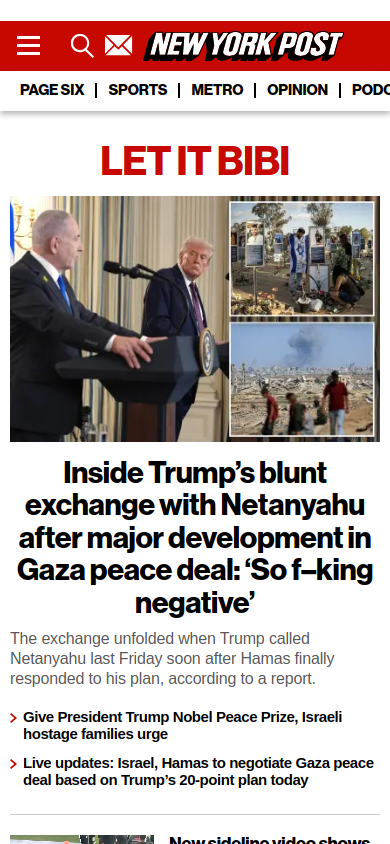 NEW YORK POST
PAGE SIX
SPORTS
METRO
OPINION
PODC
LET IT BIBI
Inside Trump’s blunt
exchange with Netanyahu
after major development in
Gaza peace deal: ‘So f–king
negative’
The exchange unfolded when Trump called
Netanyahu last Friday soon after Hamas finally
responded to his plan, according to a report.
Give President Trump Nobel Peace Prize, Israeli
hostage families urge
Live updates: Israel, Hamas to negotiate Gaza peace
deal based on Trump’s 20-point plan today
New sideline video shows